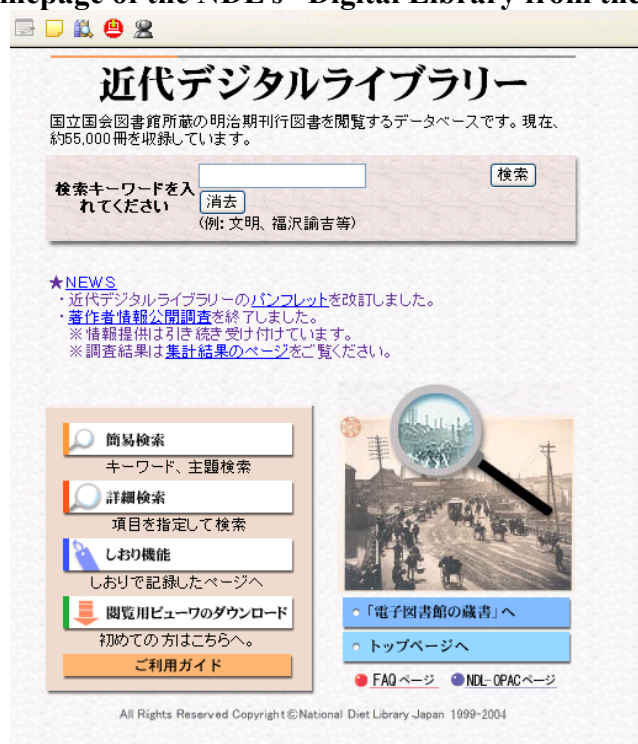 mepage of the NDL's "Digital Library from the
近代デジタルライブラリー
国立国会図書館所蔵の明治期刊行図書を閲覧するデータベースです。現在、
約55,000冊を収録しています。
検索キーワードを入
れてください
検索
消去
(例: 文明、福沢諭吉等)
★NEWS
・近代デジタルライブラリーのパンフレットを改訂しました。
・著作者情報公開調査を終了しました。
※情報提供は引き続き受け付けています。
※調査結果は集計結果のページをご覧ください。
簡易検索
キーワード、主題検索
詳細検索
項目を指定して検索
しおり機能
しおりで記録したページへ
閲覧用ビューワのダウンロード
初めての方はこちらへ。
ご利用ガイド
「電子図書館の蔵書」へ
トップページへ
FAQページ NDL-OPACページ
All Rights Reserved Copyright©National Diet Library Japan 1999-2004